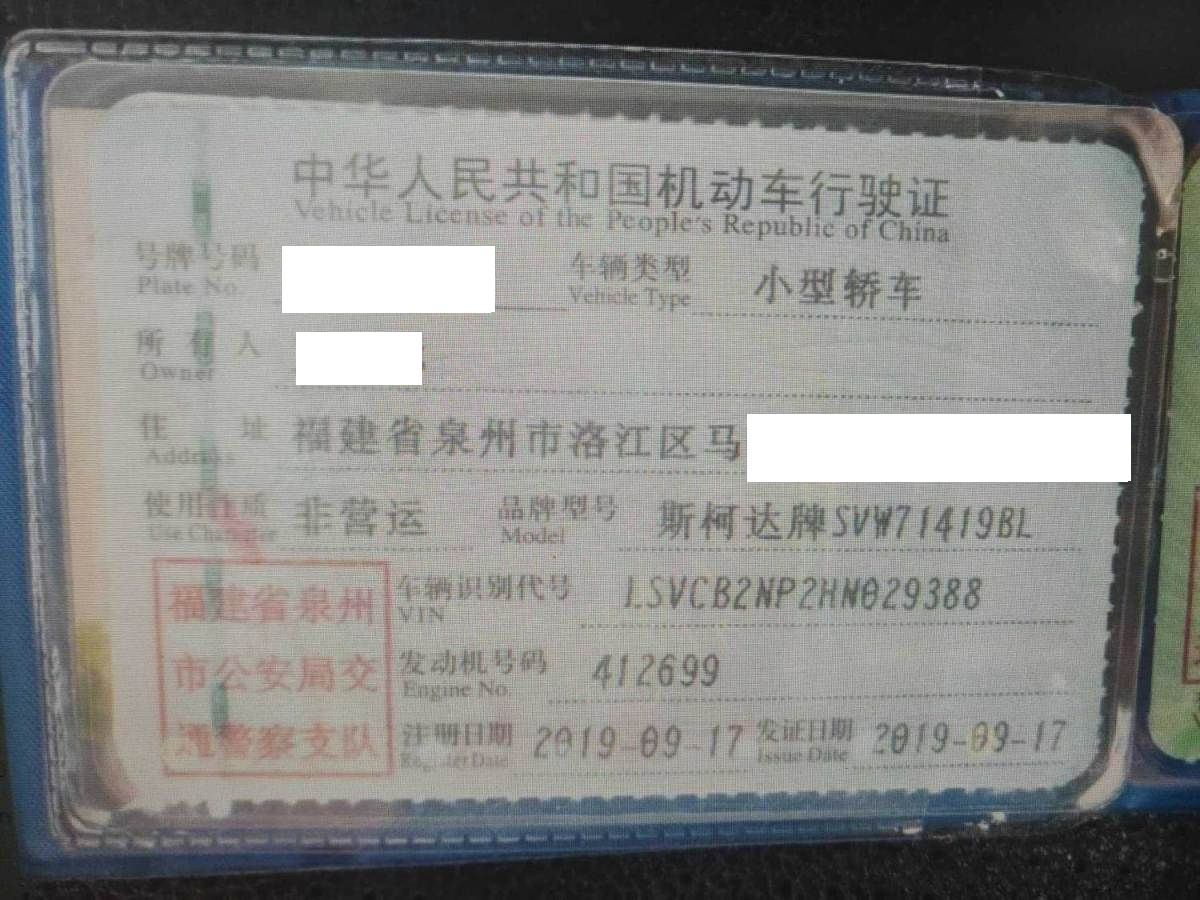 中华人民共和国机动车行驶证
Vehicle License of the People's Republic of China
号牌号码 车辆类型 小型轿车
Plate No. Vehicle Type
所有人
Owner
住址 福建省泉州市洛江区马
Address
使用性质 非营运 品牌型号 斯柯达牌SVW71419BL
Use Character Model
车辆识别代号 LSVCB2NP2HN029388
VIN
发动机号码 412699
Engine No.
注册日期 2019-09-17 发证日期 2019-09-17
Register Date Issue Date
福建省泉州
市公安局交
通警察支队